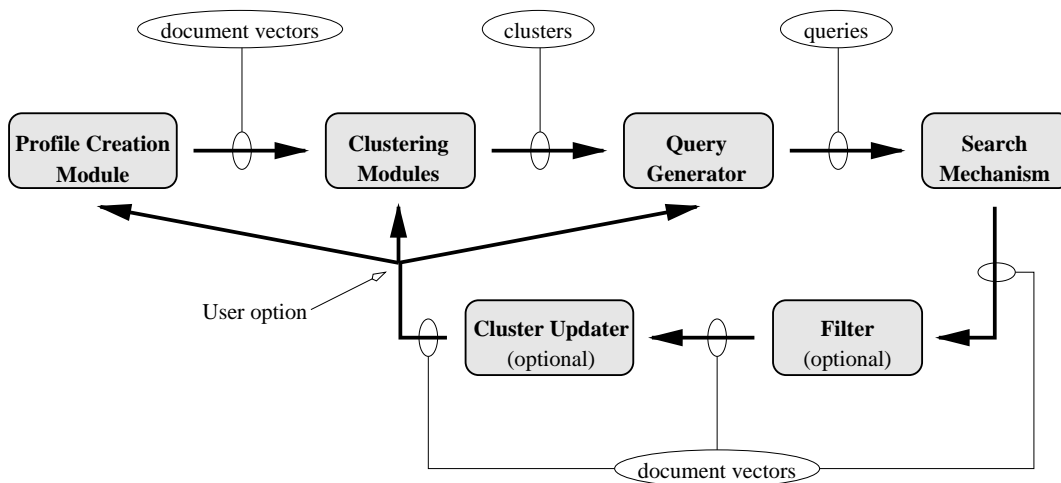 document vectors
clusters
queries
Profile Creation
Module
Clustering
Modules
Query
Generator
Search
Mechanism
User option
Cluster Updater
(optional)
Filter
(optional)
document vectors